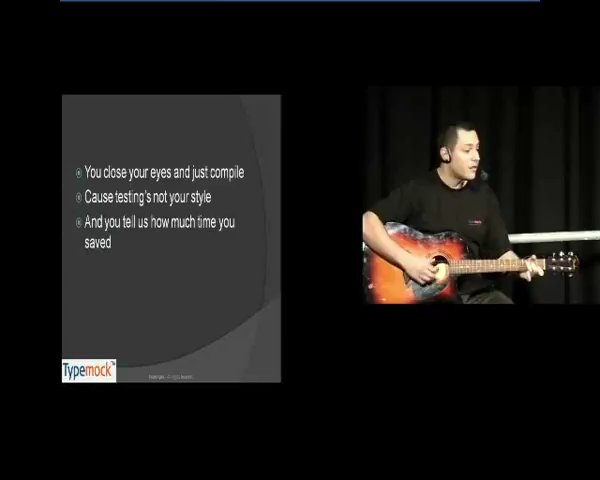 You close your eyes and just compile
Cause testing's not your style
And you tell us how much time you
saved
Typemock